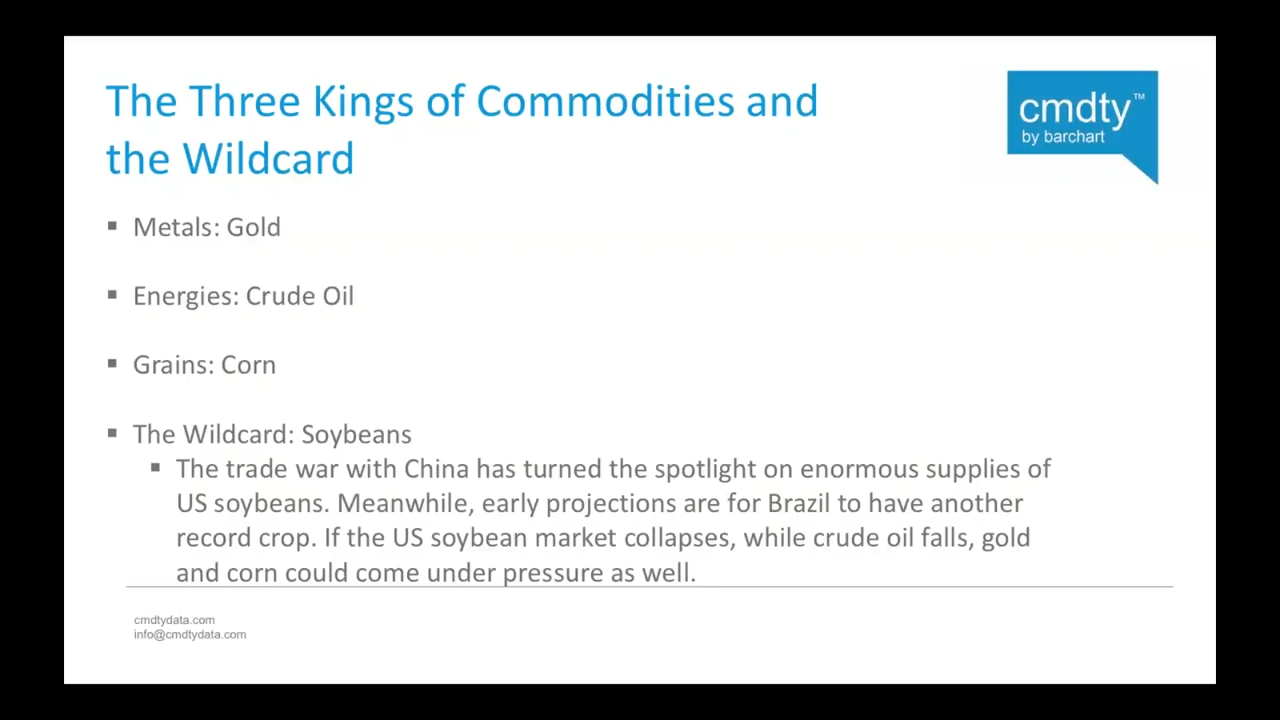 The Three Kings of Commodities and
the Wildcard
cmdty™
by barchart
▪ Metals: Gold
▪ Energies: Crude Oil
▪ Grains: Corn
▪ The Wildcard: Soybeans
▪ The trade war with China has turned the spotlight on enormous supplies of
US soybeans. Meanwhile, early projections are for Brazil to have another
record crop. If the US soybean market collapses, while crude oil falls, gold
and corn could come under pressure as well.
cmdtydata.com
info@cmdtydata.com